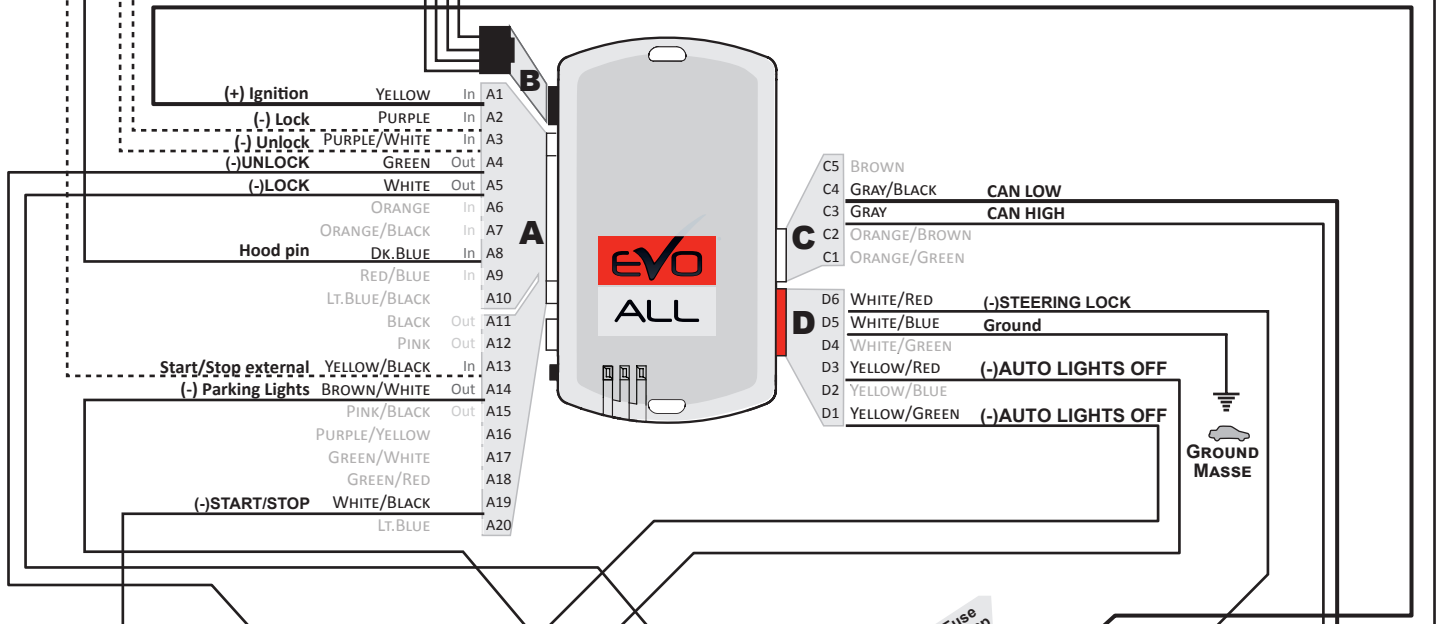 B
(+) Ignition YELLOW In A1
(-) Lock PURPLE In A2
(-) Unlock PURPLE/WHITE In A3
(-)UNLOCK GREEN Out A4
(-)LOCK WHITE Out A5
ORANGE In A6
ORANGE/BLACK In A7
Hood pin DK.BLUE In A8
RED/BLUE In A9
LT.BLUE/BLACK A10
BLACK Out A11
PINK Out A12
Start/Stop external YELLOW/BLACK In A13
(-) Parking Lights BROWN/WHITE Out A14
PINK/BLACK Out A15
PURPLE/YELLOW A16
GREEN/WHITE A17
GREEN/RED A18
(-)START/STOP WHITE/BLACK A19
LT.BLUE A20
A
EVO
ALL
C
C5 BROWN
C4 GRAY/BLACK CAN LOW
C3 GRAY CAN HIGH
C2 ORANGE/BROWN
C1 ORANGE/GREEN
D
D6 WHITE/RED (-)STEERING LOCK
D5 WHITE/BLUE Ground
D4 WHITE/GREEN
D3 YELLOW/RED (-)AUTO LIGHTS OFF
D2 YELLOW/BLUE
D1 YELLOW/GREEN (-)AUTO LIGHTS OFF
GROUND
MASSE